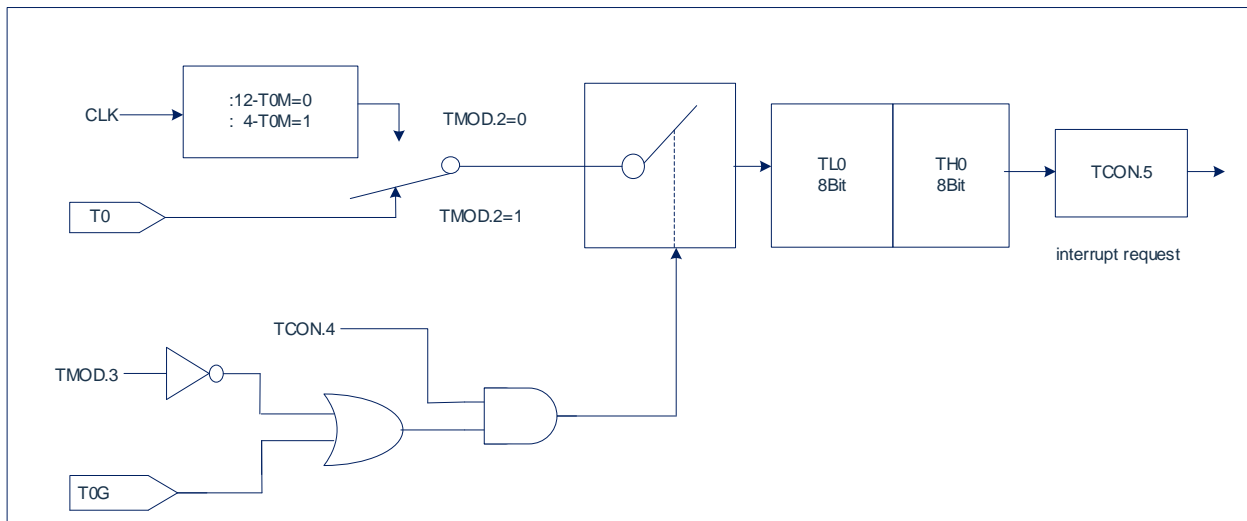 :12-T0M=0
: 4-T0M=1
CLK
TMOD.2=0
T0
TMOD.2=1
TL0
8Bit
TH0
8Bit
TCON.5
interrupt request
TCON.4
TMOD.3
T0G